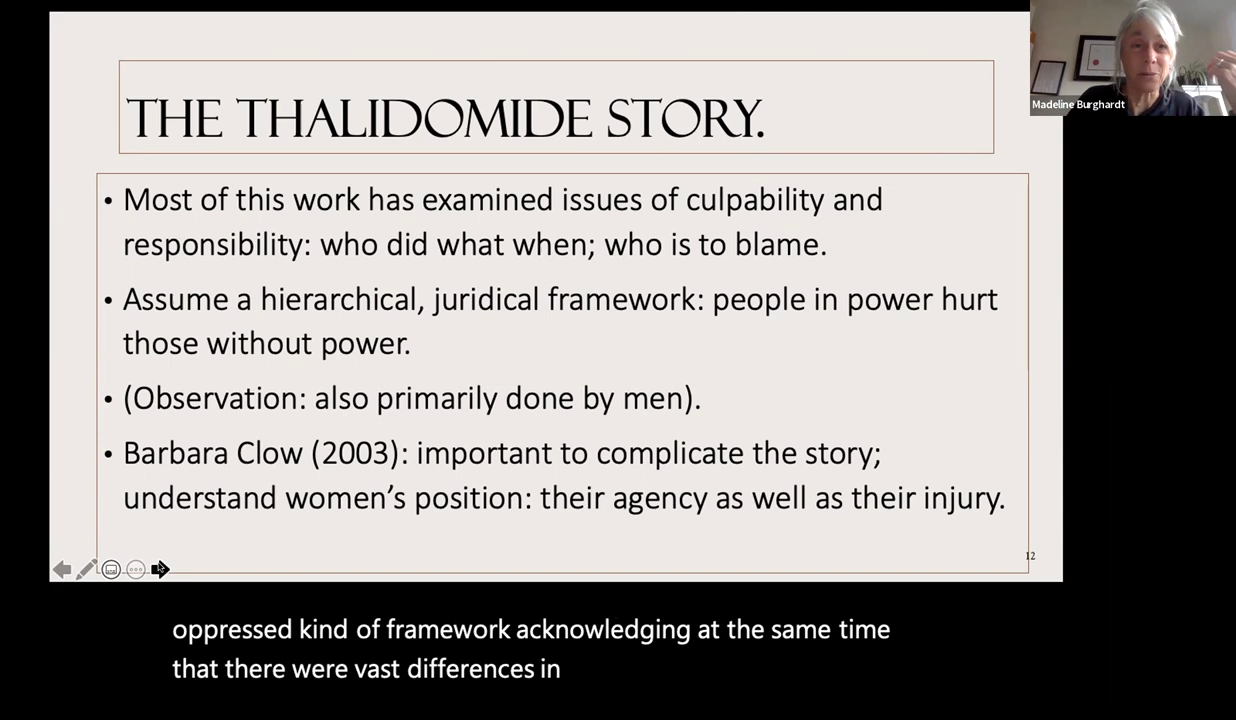 THE THALIDOMIDE STORY.
• Most of this work has examined issues of culpability and
responsibility: who did what when; who is to blame.
• Assume a hierarchical, juridical framework: people in power hurt
those without power.
• (Observation: also primarily done by men).
• Barbara Clow (2003): important to complicate the story;
understand women’s position: their agency as well as their injury.
12
Madeline Burghardt
oppressed kind of framework acknowledging at the same time
that there were vast differences in